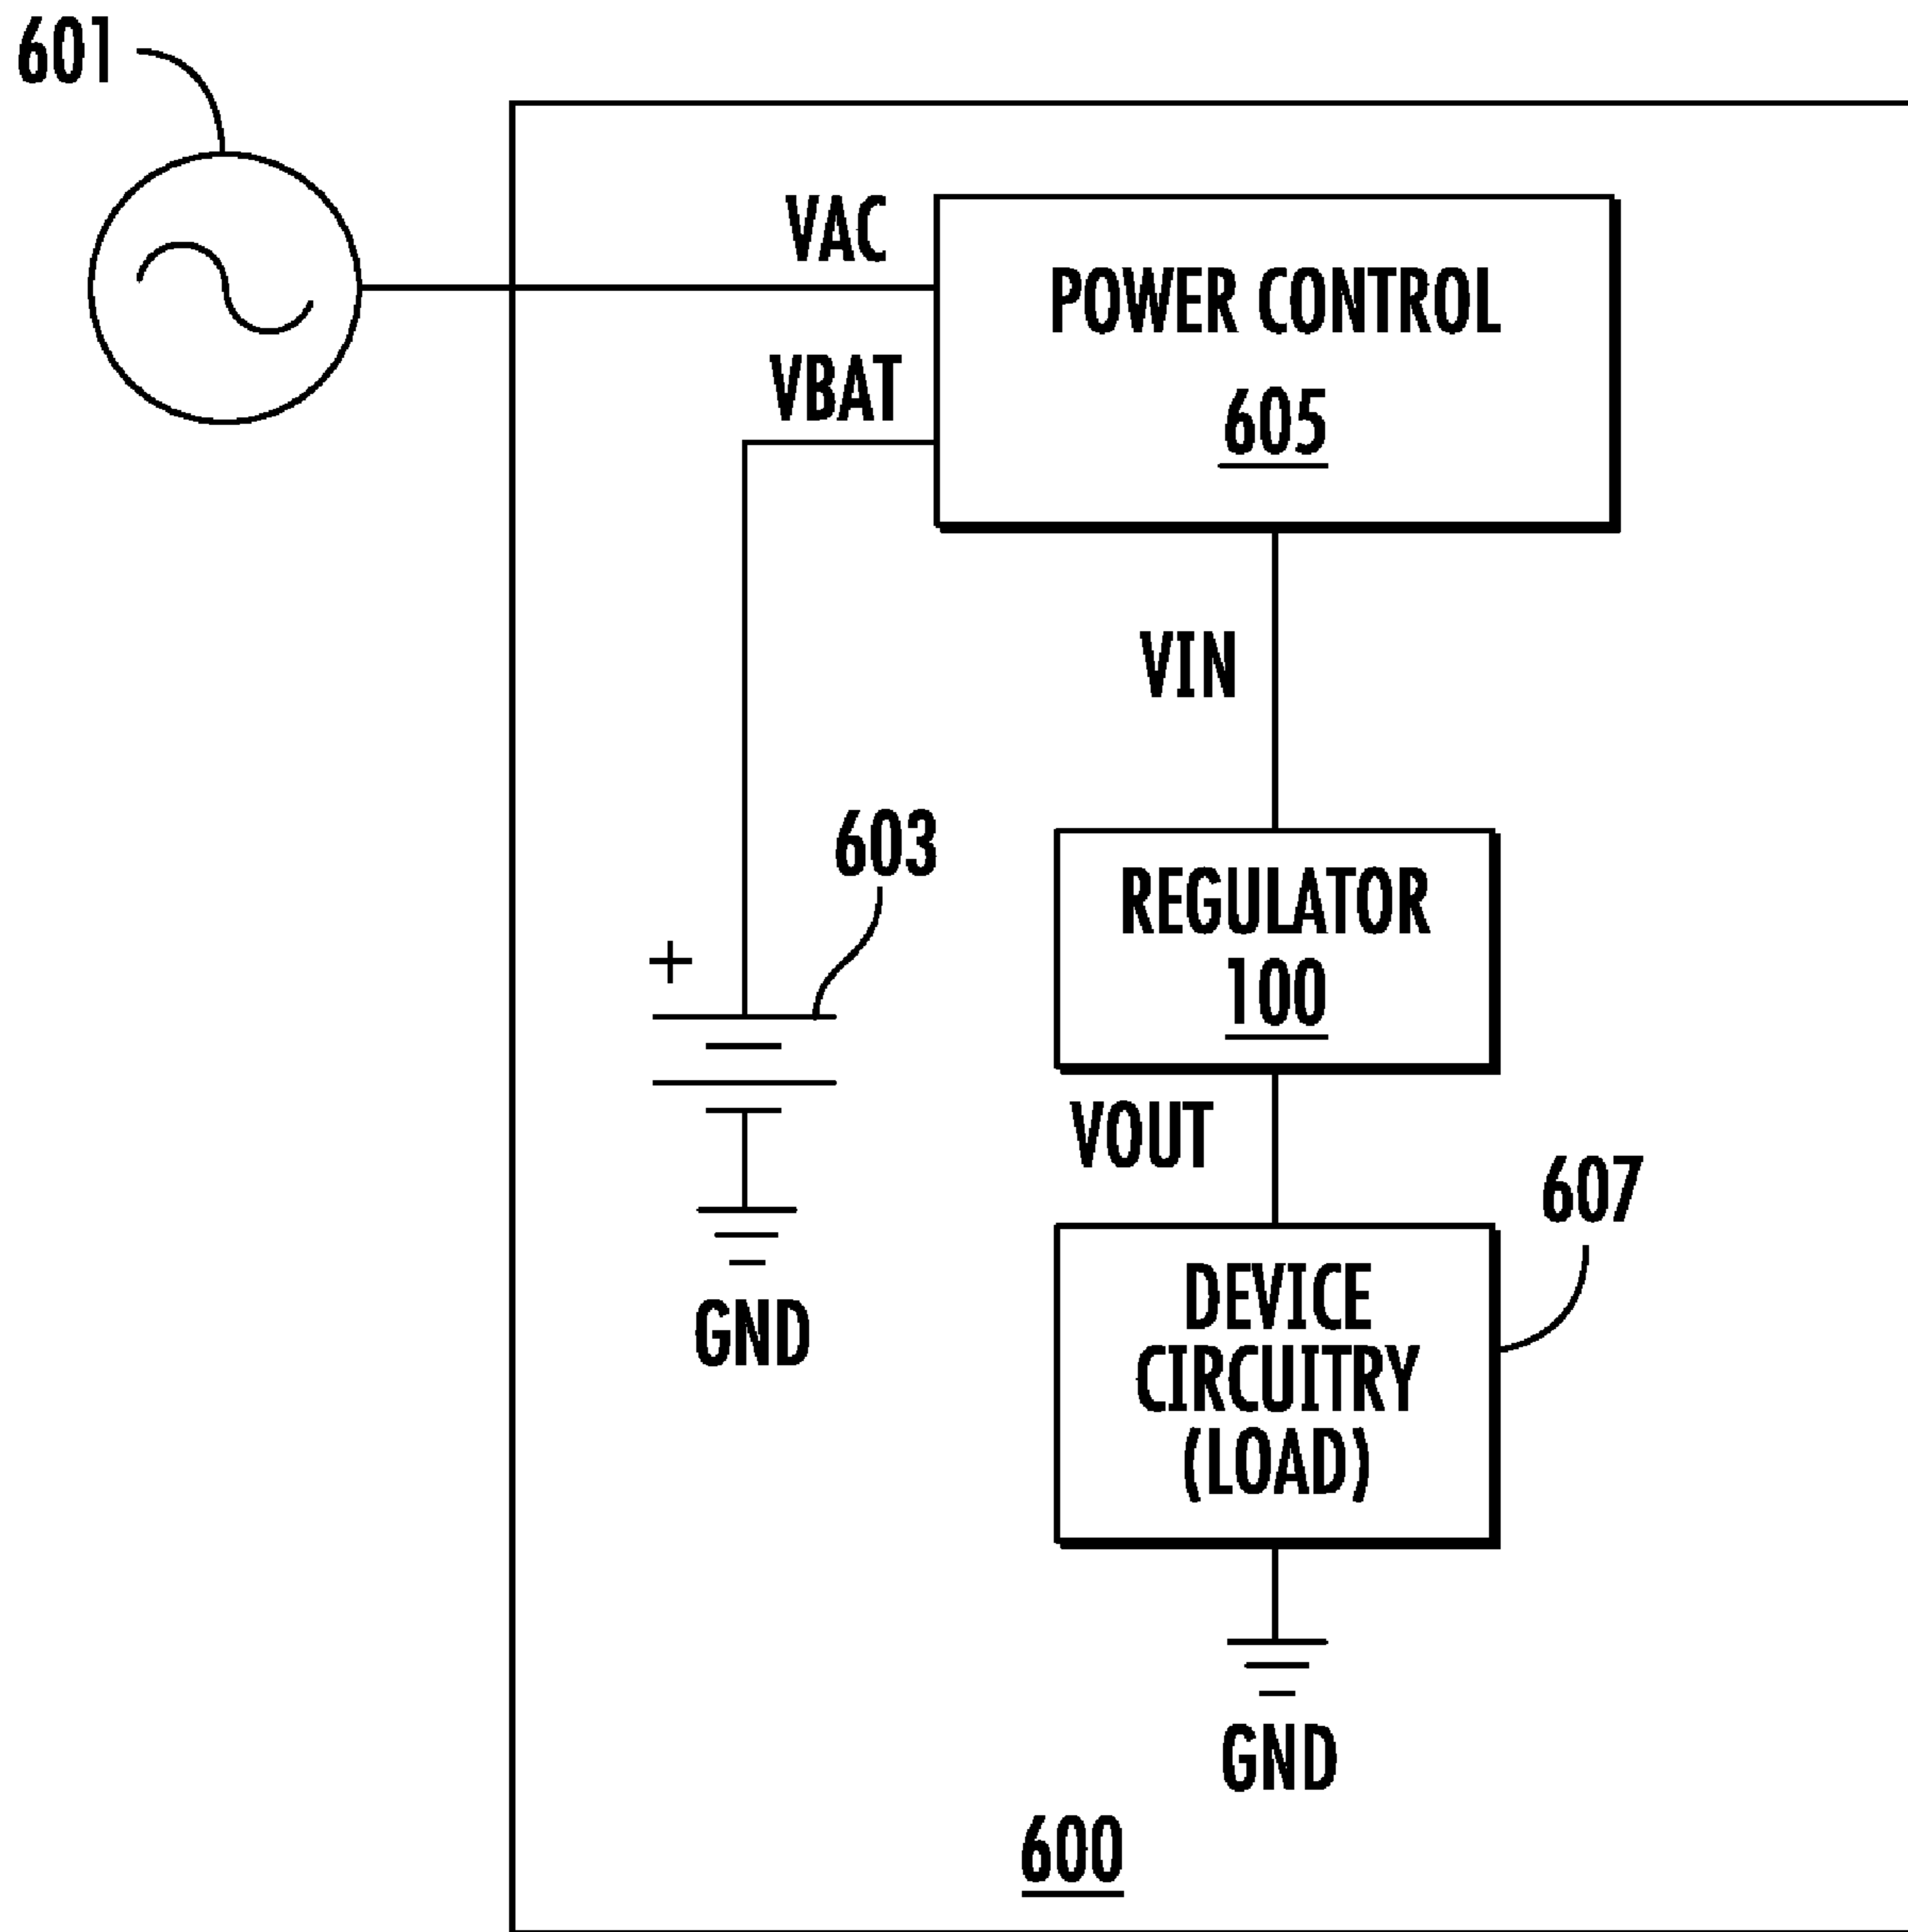 601
VAC
POWER CONTROL
605
VBAT
VIN
603
+
REGULATOR
100
VOUT
607
DEVICE
CIRCUITRY
(LOAD)
GND
GND
600